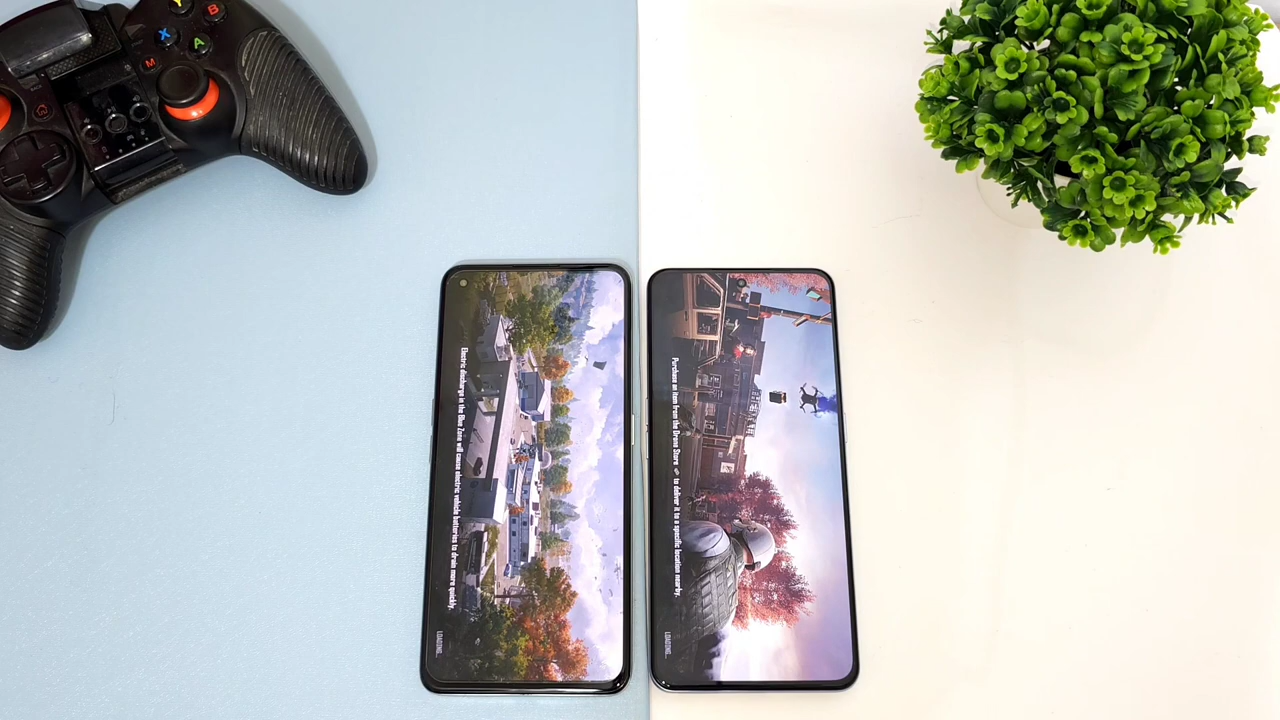 Y
B
X
A
M
Electric discharge in the Blue Zone will cause electric vehicle batteries to drain more quickly.
LOADING...
Purchase an item from the Drone Store to deliver it to a specific location nearby.
LOADING...